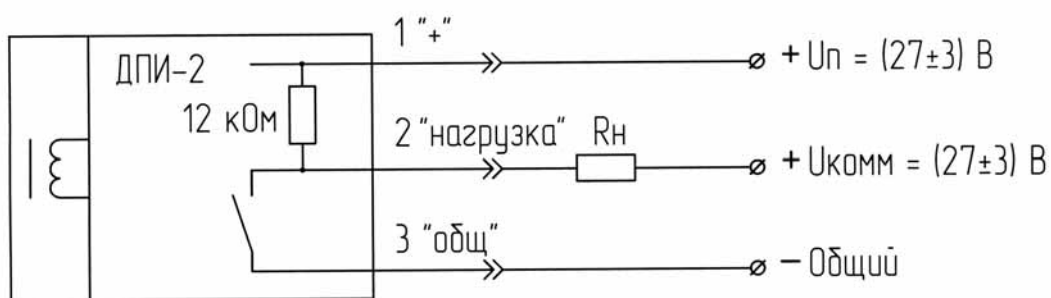 1 "+"
ДПИ-2
+ Uп = (27±3) В
12 кОм
2 "нагрузка" Rн
+ Uкомм = (27±3) В
3 "общ"
- Общий